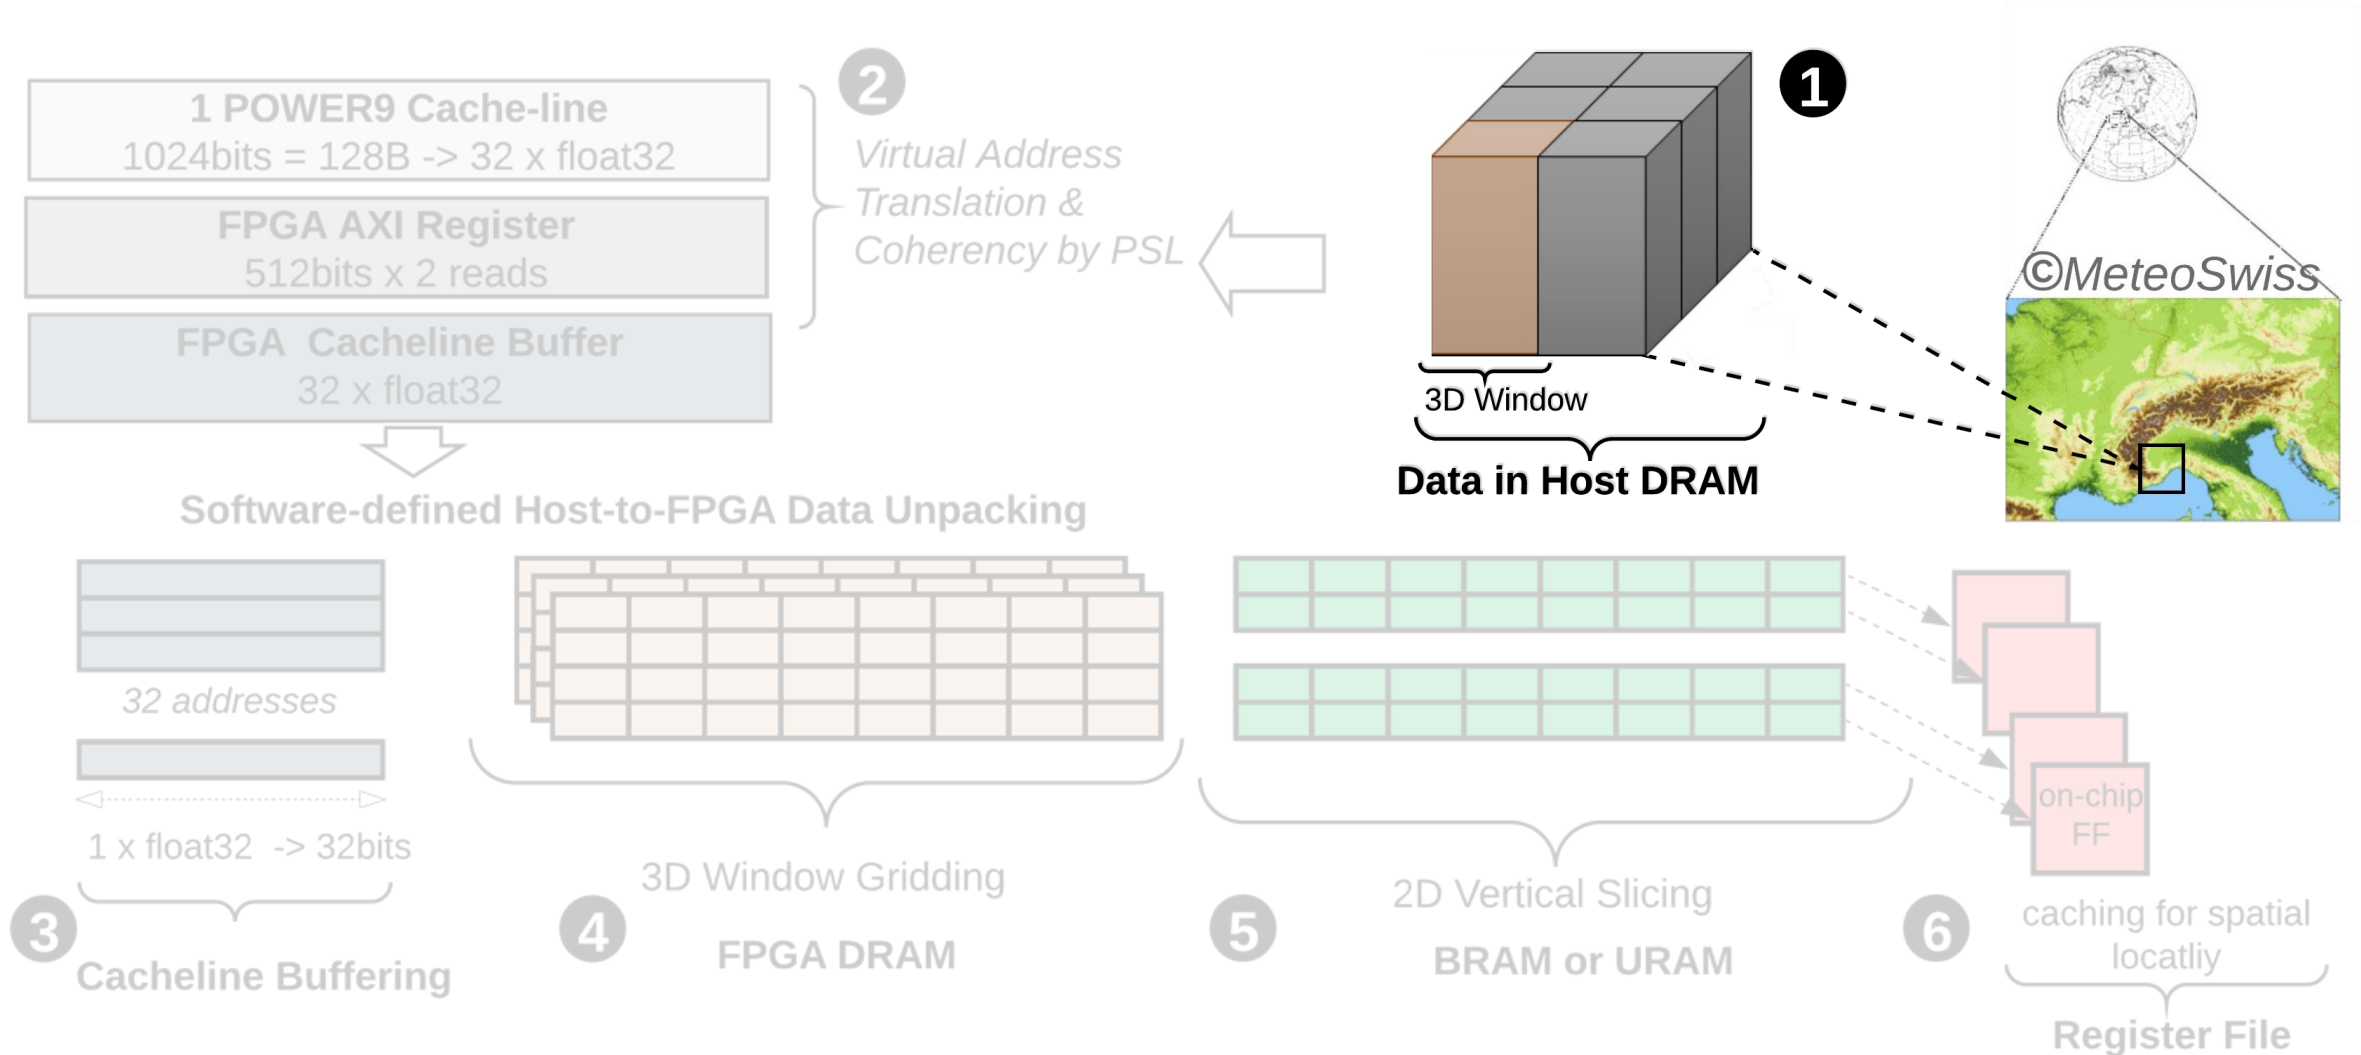 1 POWER9 Cache-line
1024bits = 128B -> 32 x float32
FPGA AXI Register
512bits x 2 reads
FPGA  Cacheline Buffer
32 x float32
2
Virtual Address
Translation &
Coherency by PSL
1
3D Window
Data in Host DRAM
©MeteoSwiss
Software-defined Host-to-FPGA Data Unpacking
32 addresses
1 x float32  -> 32bits
3
Cacheline Buffering
3D Window Gridding
4
FPGA DRAM
2D Vertical Slicing
5
BRAM or URAM
on-chip
FF
6
caching for spatial
locatliy
Register File